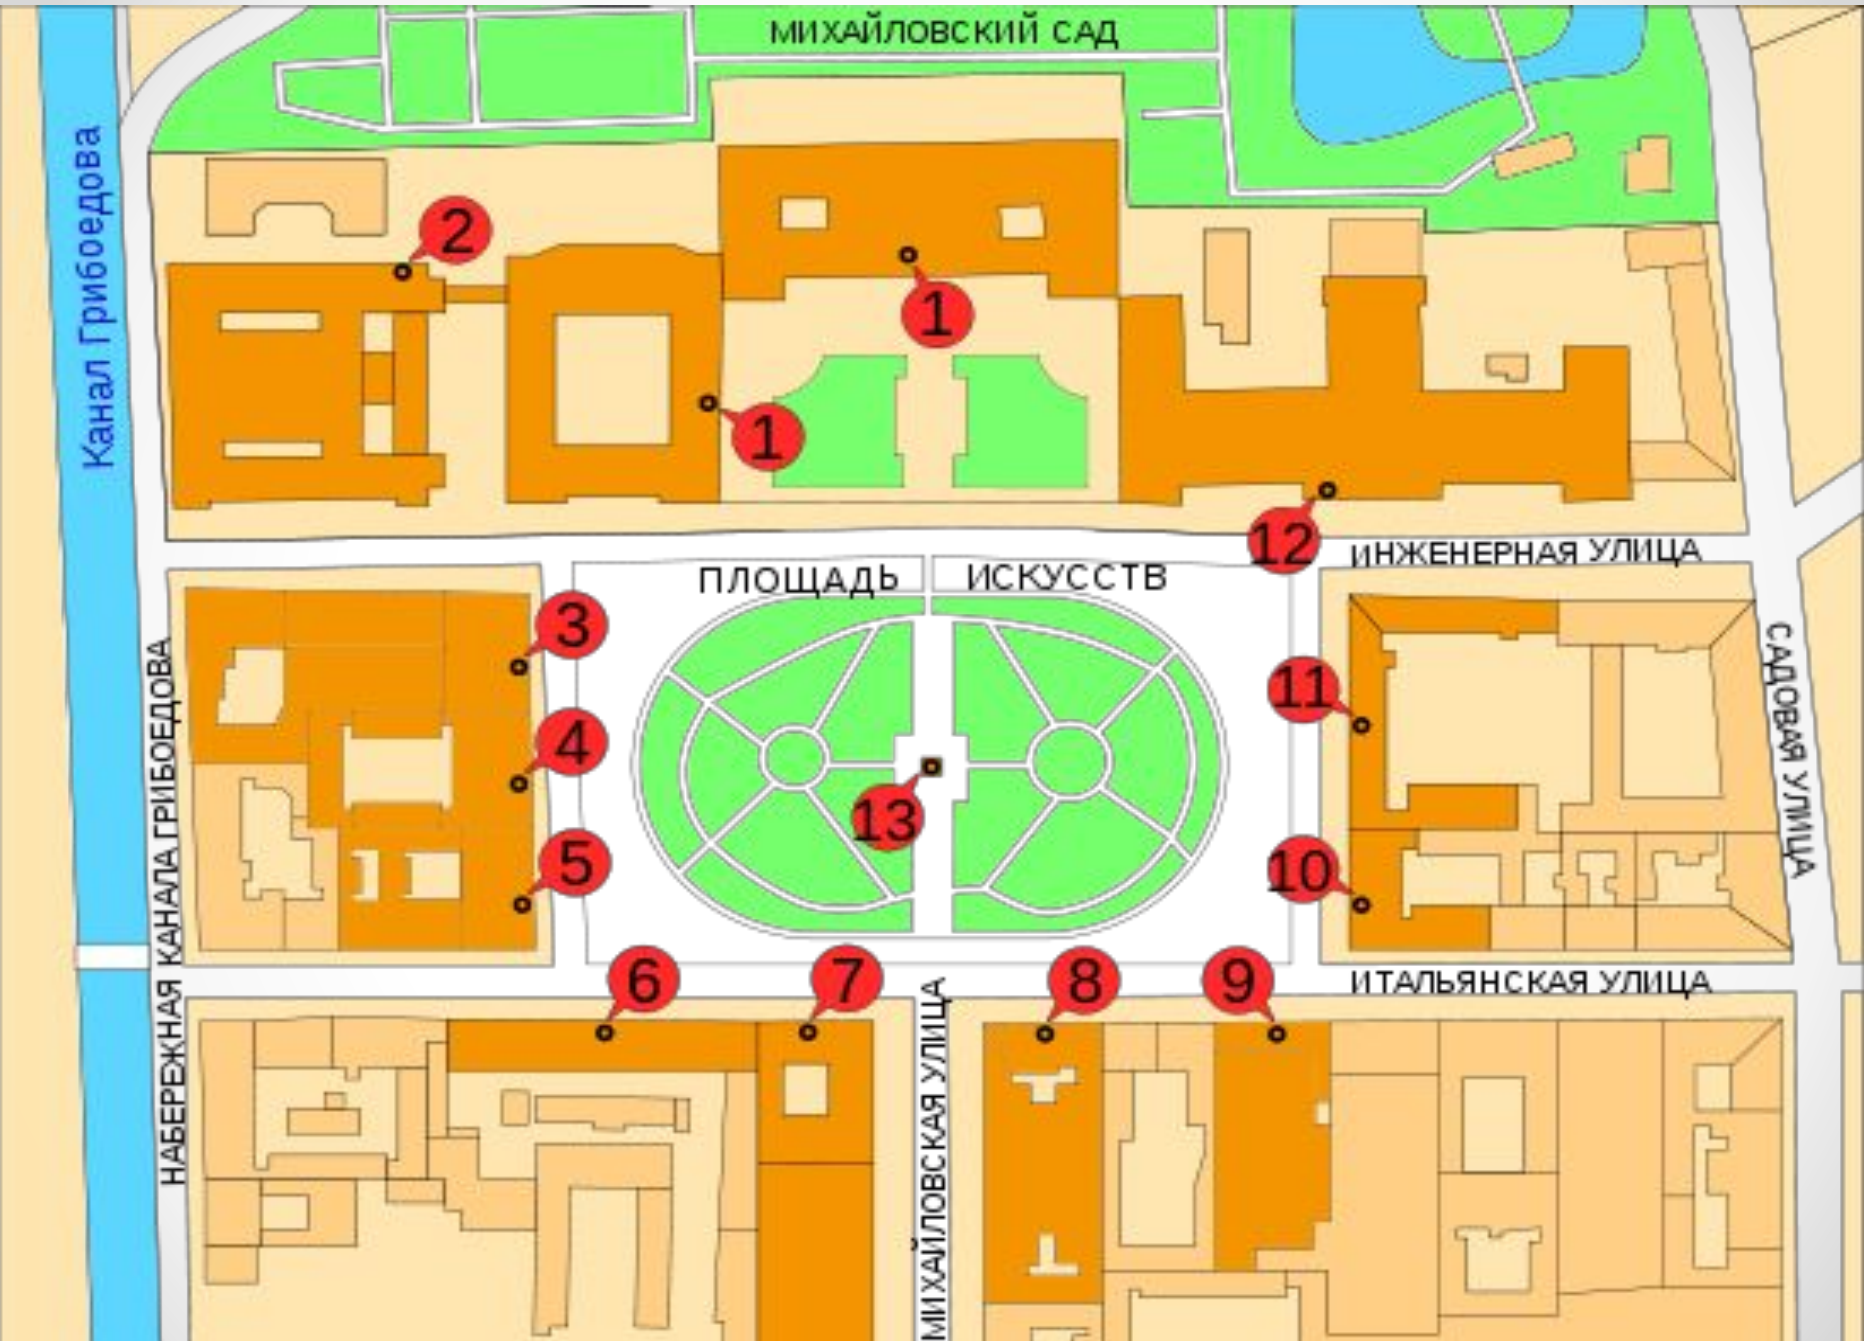 МИХАЙЛОВСКИЙ САД
Канал Грибоедова
2
1
1
12
ИНЖЕНЕРНАЯ УЛИЦА
ПЛОЩАДЬ ИСКУССТВ
3
4
5
13
11
10
САДОВАЯ УЛИЦА
НАБЕРЕЖНАЯ КАНАЛА ГРИБОЕДОВА
6
7
8
9
ИТАЛЬЯНСКАЯ УЛИЦА
МИХАЙЛОВСКАЯ УЛИЦА